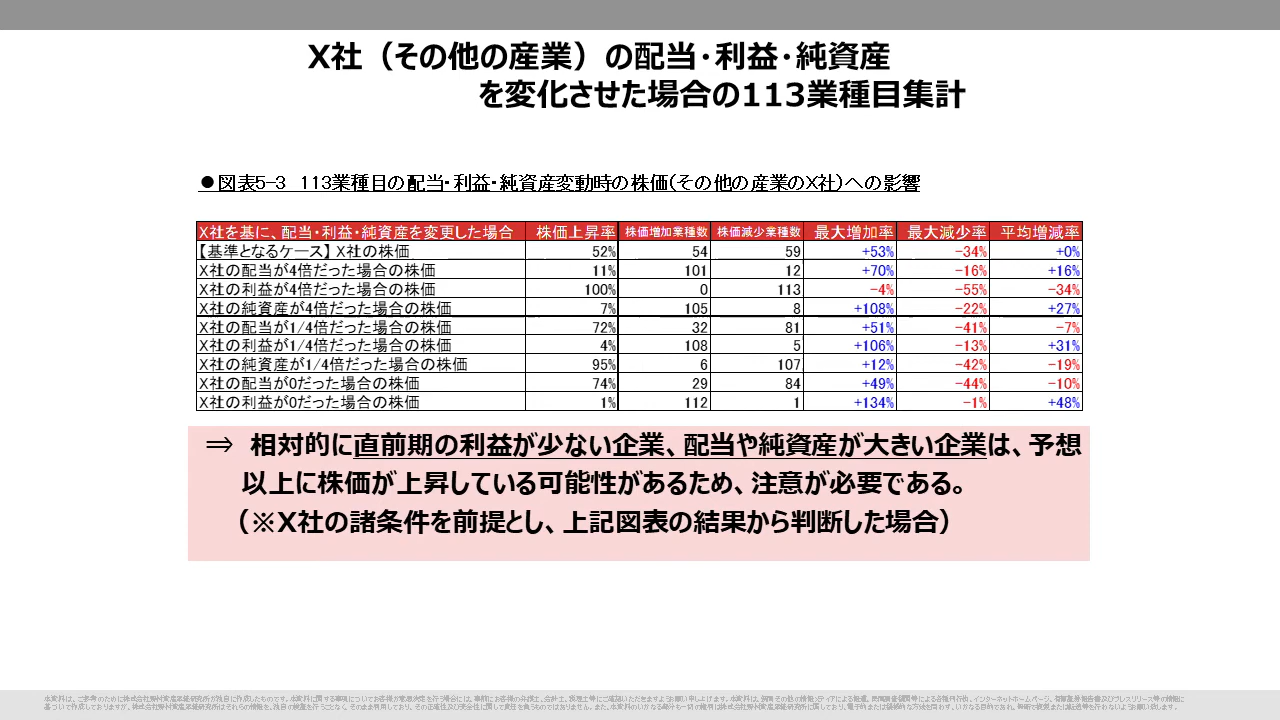 X社（その他の産業）の配当・利益・純資産
を変化させた場合の113業種目集計
●図表5-3　113業種目の配当・利益・純資産変動時の株価(その他の産業のX社)への影響
X社を基に、配当・利益・純資産を変更した場合 株価上昇率 株価増加業種数 株価減少業種数 最大増加率 最大減少率 平均増減率
【基準となるケース】X社の株価 52% 54 59 +53% -34% +0%
X社の配当が4倍だった場合の株価 11% 101 12 +70% -16% +16%
X社の利益が4倍だった場合の株価 100% 0 113 -4% -55% -34%
X社の純資産が4倍だった場合の株価 7% 105 8 +108% -22% +27%
X社の配当が1/4倍だった場合の株価 72% 32 81 +51% -41% -7%
X社の利益が1/4倍だった場合の株価 4% 108 5 +106% -13% +31%
X社の純資産が1/4倍だった場合の株価 95% 6 107 +12% -42% -19%
X社の配当が0だった場合の株価 74% 29 84 +49% -44% -10%
X社の利益が0だった場合の株価 1% 112 1 +134% -1% +48%
⇒ 相対的に直前期の利益が少ない企業、配当や純資産が大きい企業は、予想
以上に株価が上昇している可能性があるため、注意が必要である。
（※X社の諸条件を前提とし、上記図表の結果から判断した場合）